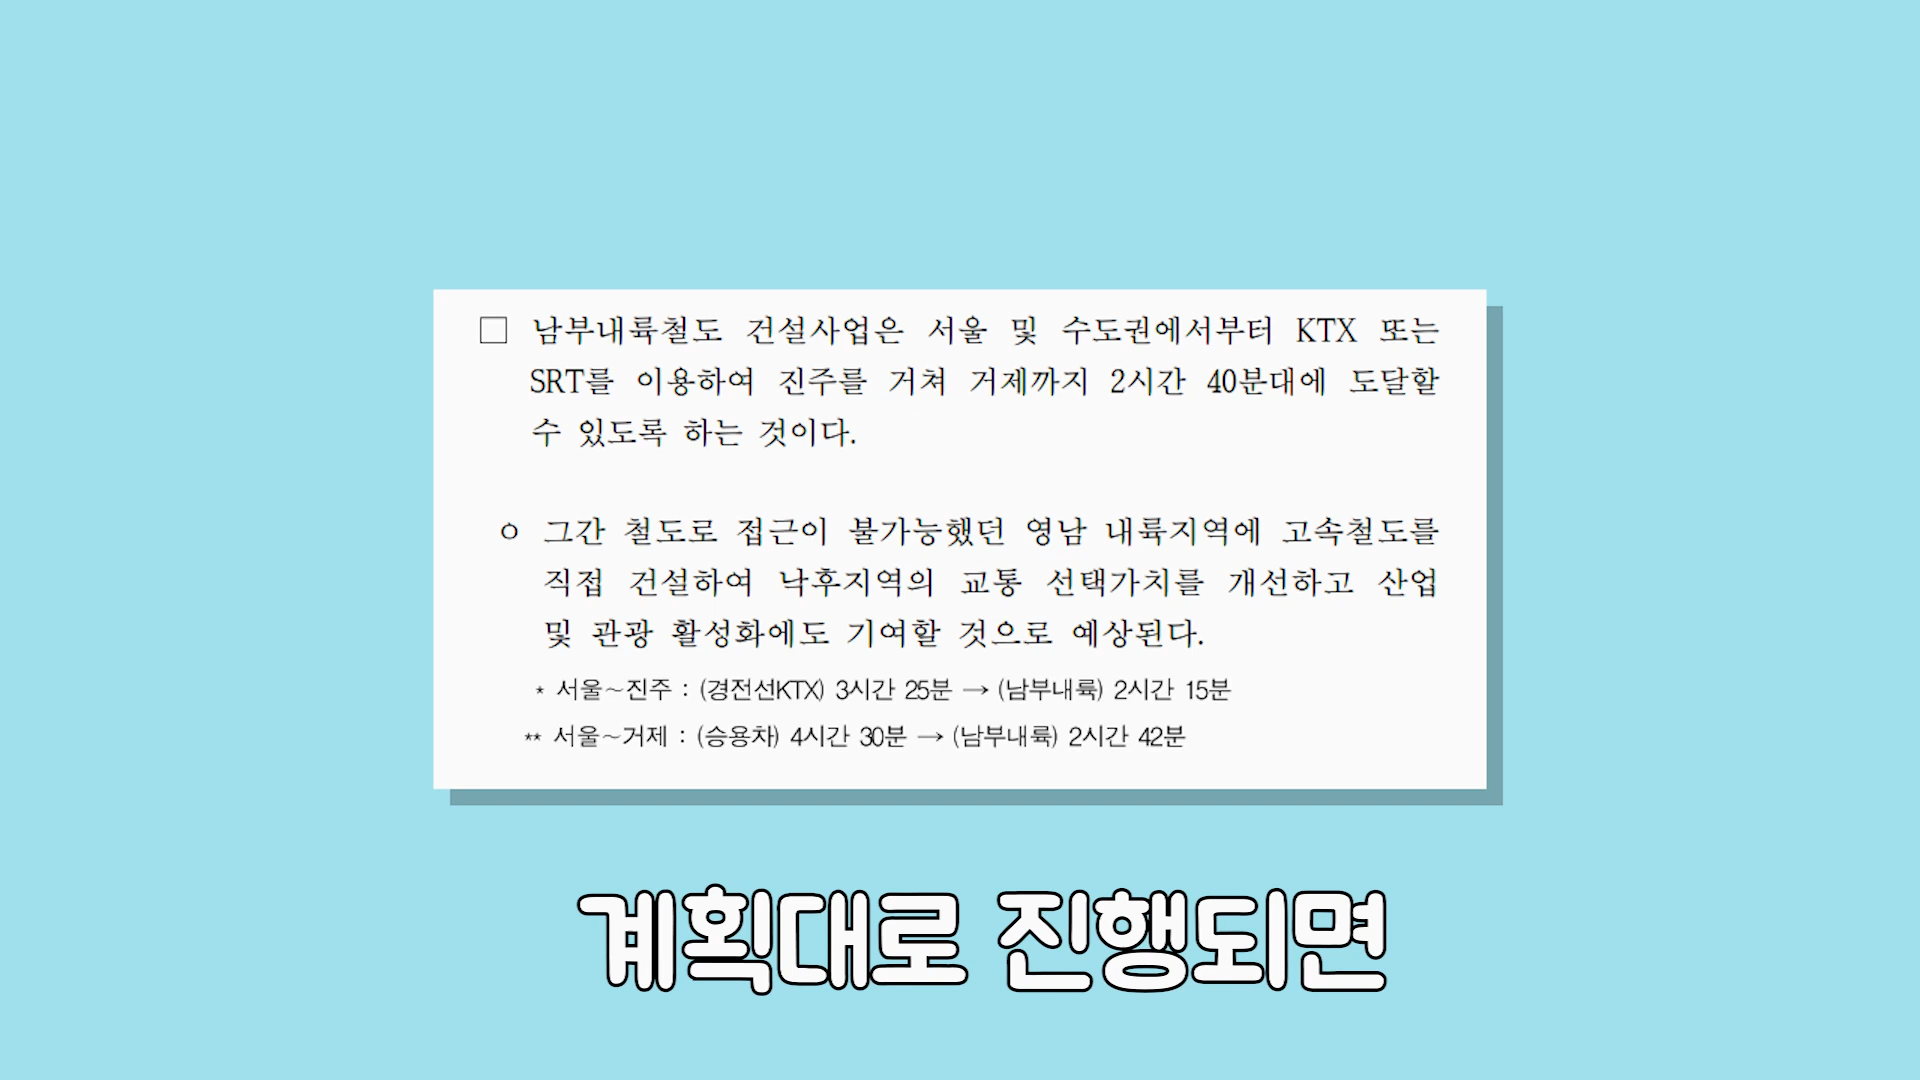 □ 남부내륙철도 건설사업은 서울 및 수도권에서부터 KTX 또는
SRT를 이용하여 진주를 거쳐 거제까지 2시간 40분대에 도달할
수 있도록 하는 것이다.
ㅇ 그간 철도로 접근이 불가능했던 영남 내륙지역에 고속철도를
직접 건설하여 낙후지역의 교통 선택가치를 개선하고 산업
및 관광 활성화에도 기여할 것으로 예상된다.
* 서울~진주 : (경전선KTX) 3시간 25분 → (남부내륙) 2시간 15분
** 서울~거제 : (승용차) 4시간 30분 → (남부내륙) 2시간 42분
계획대로 진행되면